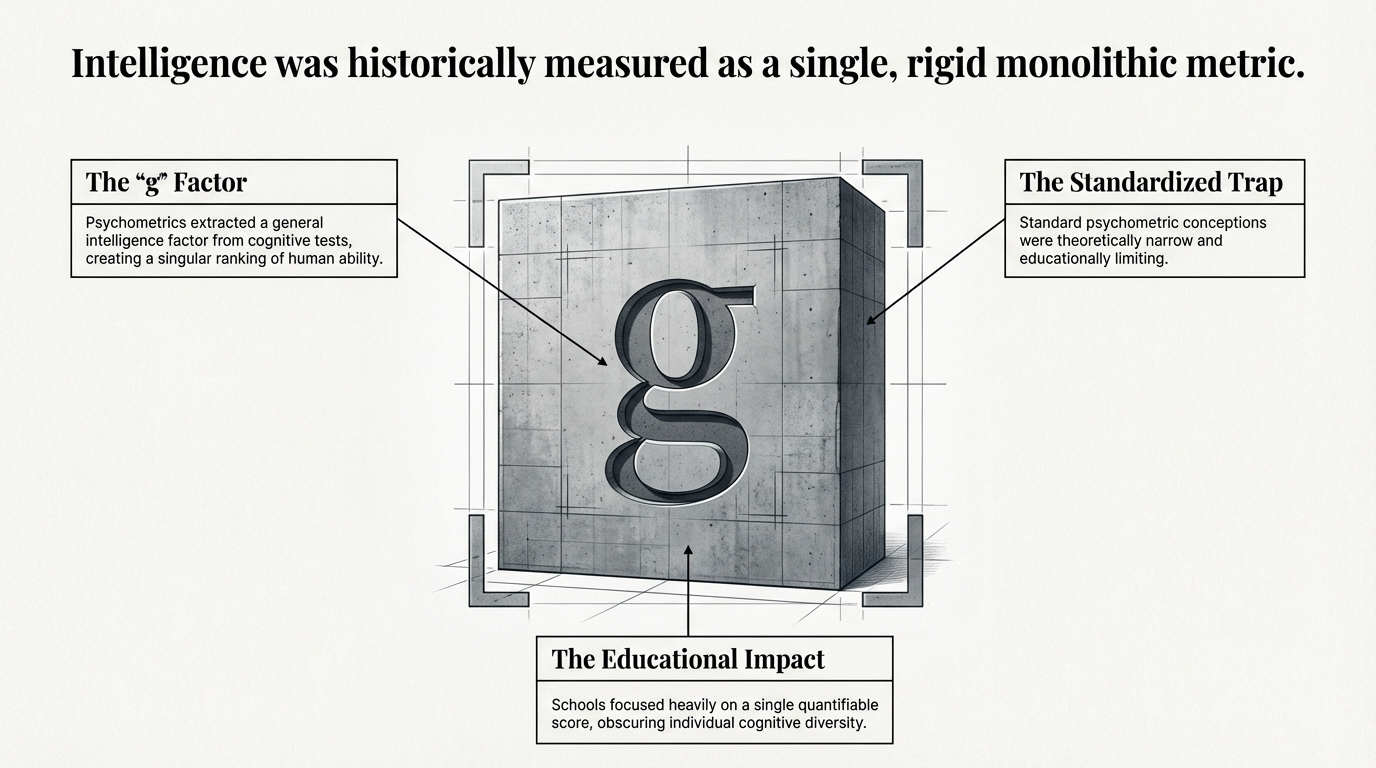 Intelligence was historically measured as a single, rigid monolithic metric.
The “g” Factor
Psychometrics extracted a general
intelligence factor from cognitive tests,
creating a singular ranking of human ability.
The Standardized Trap
Standard psychometric conceptions
were theoretically narrow and
educationally limiting.
g
The Educational Impact
Schools focused heavily on a single quantifiable
score, obscuring individual cognitive diversity.